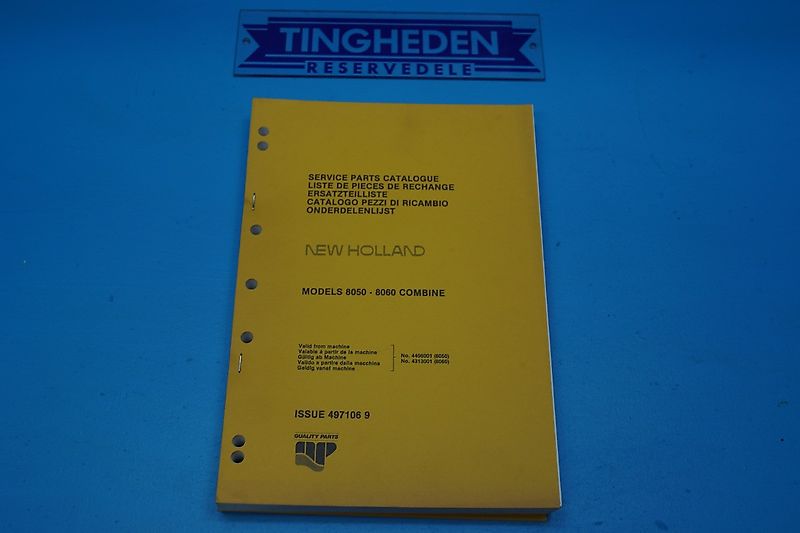 TINGHEDEN
RESERVEDELE
SERVICE PARTS CATALOGUE
LISTE DE PIECES DE RECHANGE
ERSATZTEILLISTE
CATALOGO PEZZI DI RICAMBIO
ONDERDELENLIJST
NEW HOLLAND
MODELS 8050 - 8060 COMBINE
Valid from machine
Valable à partir de la machine
Gültig ab Machine
Valido a partire dalla macchina
Geldig vanaf machine
No. 4406001 (8050)
No. 4313001 (8060)
ISSUE 497106 9
QUALITY PARTS